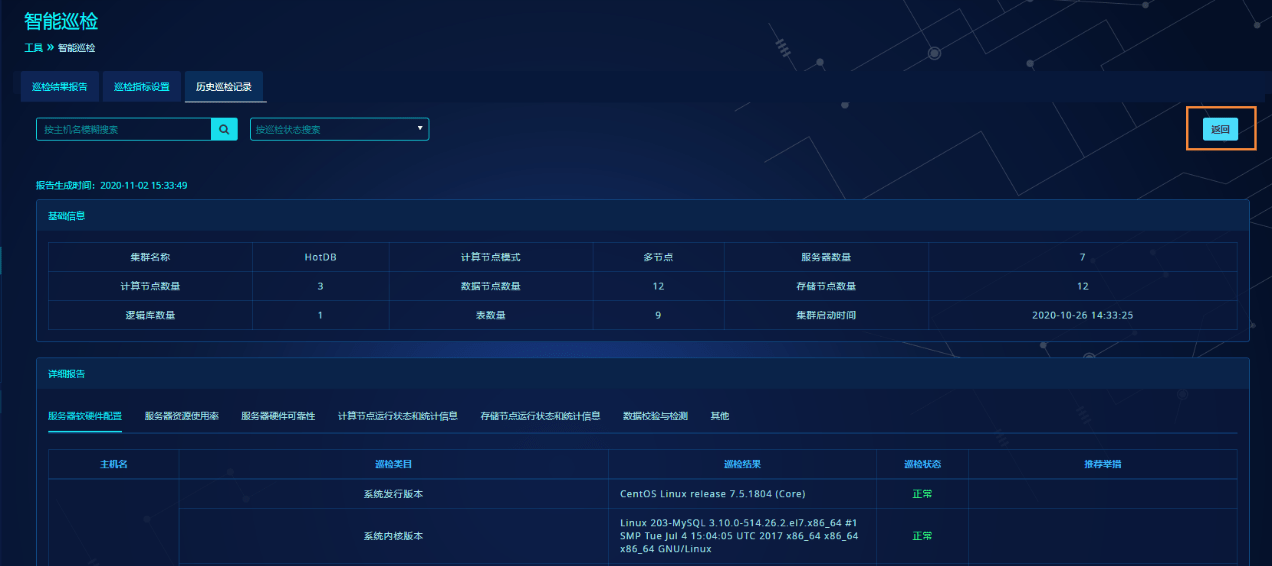 智能巡检
工具 » 智能巡检
巡检结果报告 巡检指标设置 历史巡检记录
按主机名模糊搜索 按巡检状态搜索 返回
报告生成时间：2020-11-02 15:33:49
基础信息
集群名称 HotDB 计算节点模式 多节点 服务器数量 7
计算节点数量 3 数据节点数量 12 存储节点数量 12
逻辑库数量 1 表数量 9 集群启动时间 2020-10-26 14:33:25
详细报告
服务器软硬件配置 服务器资源使用率 服务器硬件可靠性 计算节点运行状态和统计信息 存储节点运行状态和统计信息 数据校验与检测 其他
主机名 巡检类目 巡检结果 巡检状态 推荐举措
系统发行版本 CentOS Linux release 7.5.1804 (Core) 正常
系统内核版本 Linux 203-MySQL 3.10.0-514.26.2.el7.x86_64 #1
SMP Tue Jul 4 15:04:05 UTC 2017 x86_64 x86_64 正常
x86_64 GNU/Linux